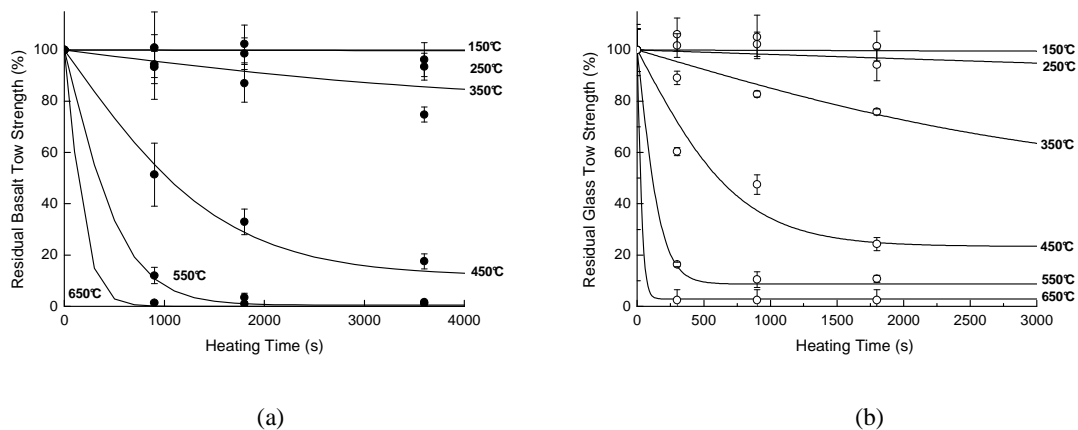 Residual Basalt Tow Strength (%)
100
80
60
40
20
0
0
1000
2000
3000
4000
Heating Time (s)
150°C
250°C
350°C
450°C
550°C
650°C
(a)
Residual Glass Tow Strength (%)
100
80
60
40
20
0
0
500
900
1500
2000
2500
3000
Heating Time (s)
150°C
250°C
350°C
450°C
550°C
650°C
(b)